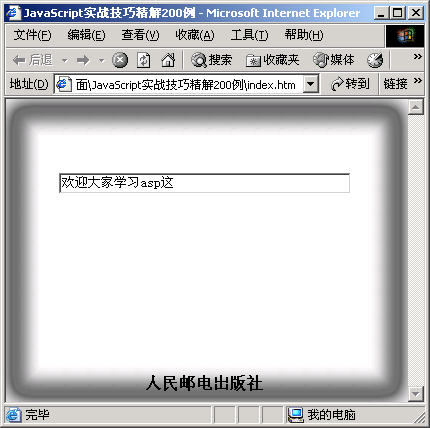 JavaScript实战技巧精解200例 - Microsoft Internet Explorer
文件(F) 编辑(E) 查看(V) 收藏(A) 工具(T) 帮助(H) »
后退 搜索 收藏夹 媒体 »
地址(D) 面\JavaScript实战技巧精解200例\index.htm 转到 链接 »
欢迎大家学习asp这
人民邮电出版社
完毕 我的电脑